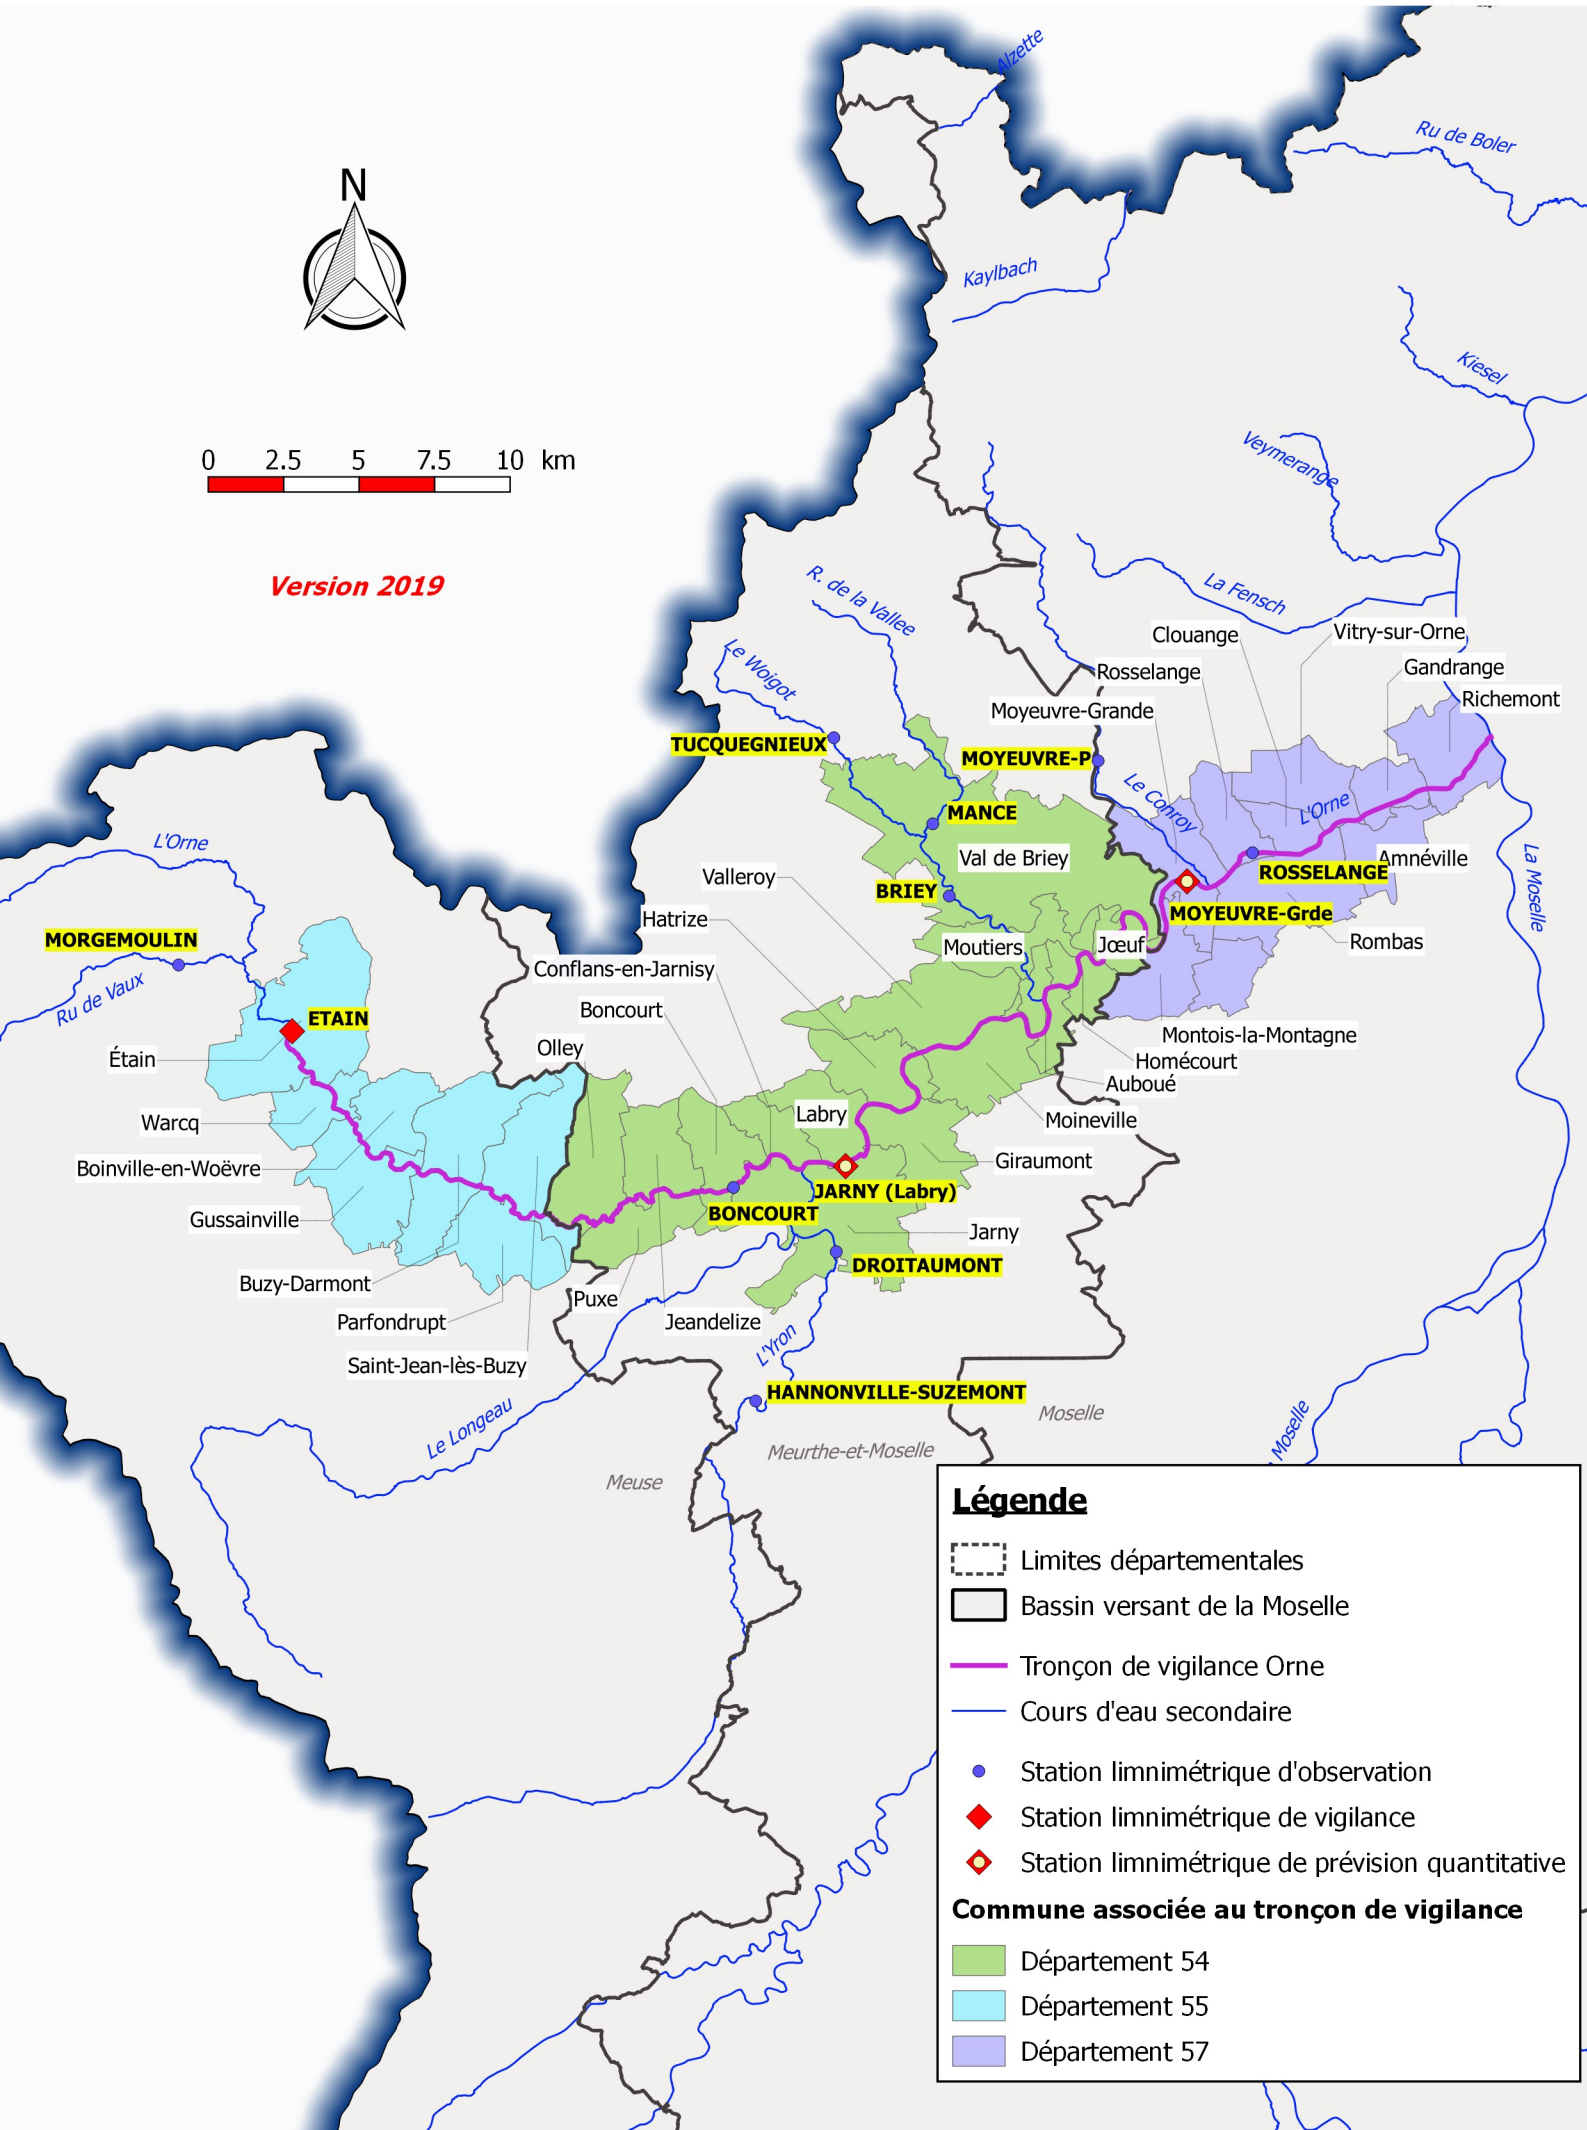 Alzette
Ru de Boler
N
Kaylbach
Kiesel
Veymerange
0 2.5 5 7.5 10 km
Version 2019
R. de la Vallee
La Fensch
Le Woigot
Clouange
Vitry-sur-Orne
Rosselange
Gandrange
Richemont
Moyeuvre-Grande
TUCQUEGNIEUX
MOYEUVRE-P
Le Conroy
L'Orne
MANCE
L'Orne
Val de Briey
Amnéville
La Moselle
Valleroy
BRIEY
ROSSELANGE
Hatrize
MOYEUVRE-Grde
MORGEMOULIN
Moutiers
Jœuf
Rombas
Conflans-en-Jarnisy
Ru de Vaux
Boncourt
ETAIN
Montois-la-Montagne
Olley
Étain
Homécourt
Auboué
Labry
Moineville
Warcq
Giraumont
Boinville-en-Woëvre
JARNY (Labry)
BONCOURT
Gussainville
Jarny
DROITAUMONT
Buzy-Darmont
Puxe
Parfondrupt
Jeandelize
L'Yron
Saint-Jean-lès-Buzy
HANNONVILLE-SUZEMONT
Le Longeau
Moselle
Moselle
Meurthe-et-Moselle
Meuse
Légende
Limites départementales
Bassin versant de la Moselle
Tronçon de vigilance Orne
Cours d'eau secondaire
Station limnimétrique d'observation
Station limnimétrique de vigilance
Station limnimétrique de prévision quantitative
Commune associée au tronçon de vigilance
Département 54
Département 55
Département 57